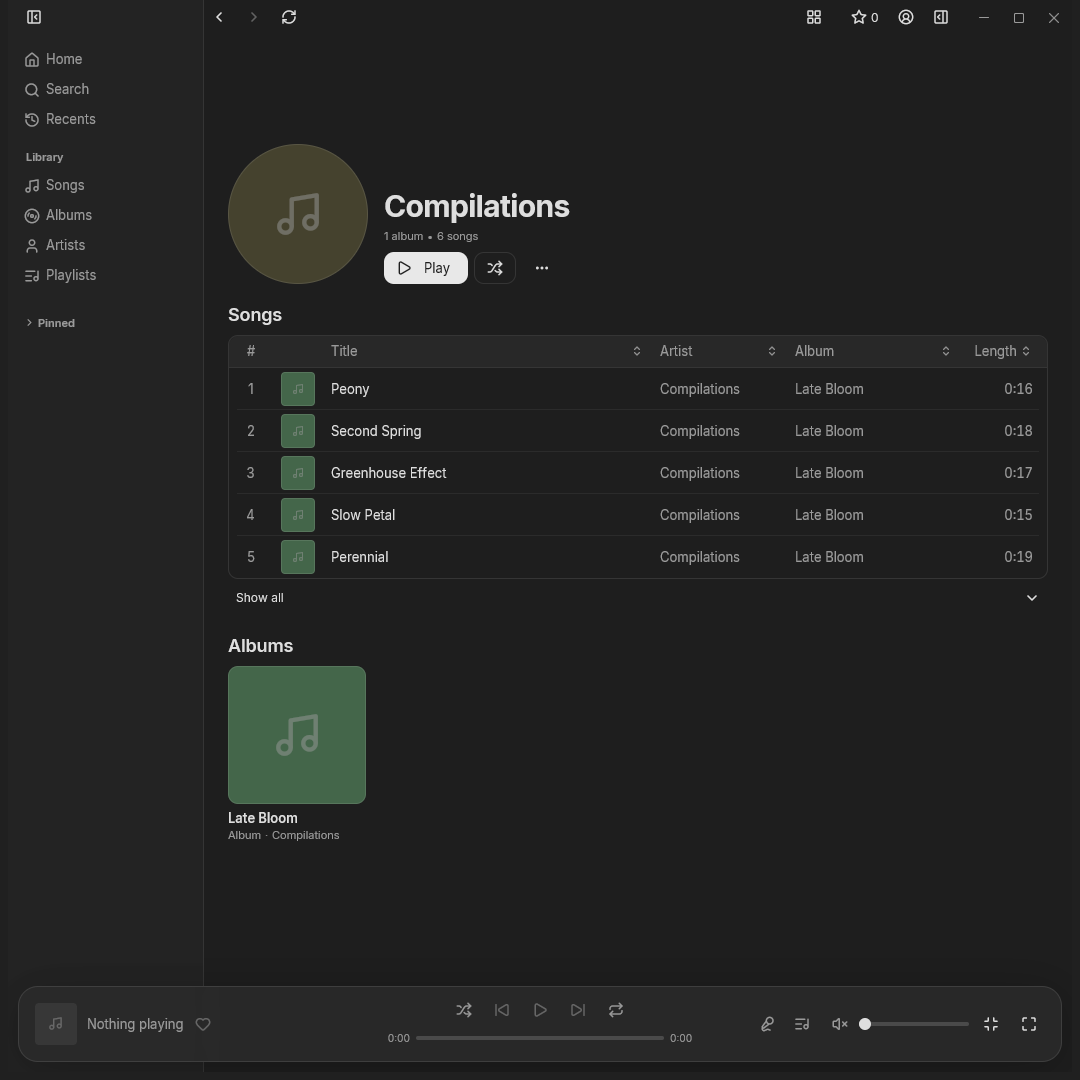 0
Home
Search
Recents
Library
Songs
Albums
Artists
Playlists
Pinned
Compilations
1 album • 6 songs
Play
Songs
# Title Artist Album Length
1 Peony Compilations Late Bloom 0:16
2 Second Spring Compilations Late Bloom 0:18
3 Greenhouse Effect Compilations Late Bloom 0:17
4 Slow Petal Compilations Late Bloom 0:15
5 Perennial Compilations Late Bloom 0:19
Show all
Albums
Late Bloom
Album · Compilations
Nothing playing
0:00 0:00